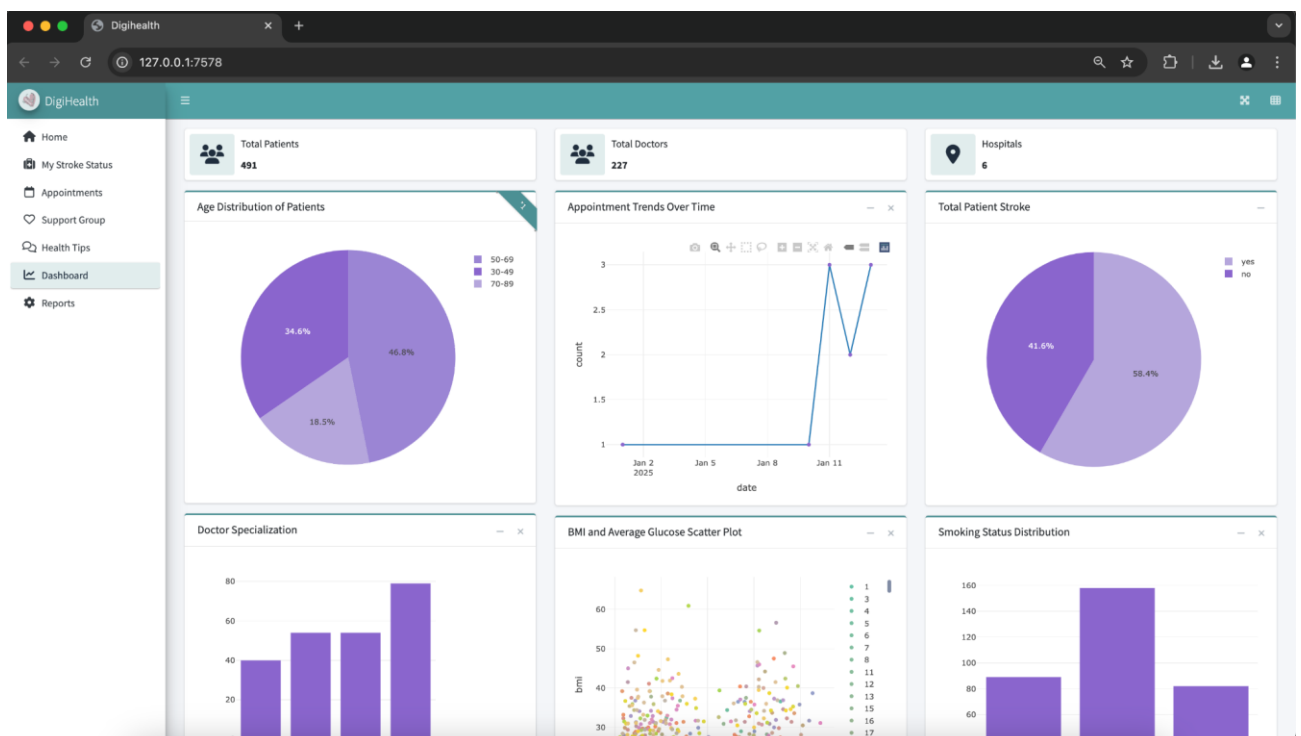 Digihealth
127.0.0.1:7578
DigiHealth
Home
My Stroke Status
Appointments
Support Group
Health Tips
Dashboard
Reports
Total Patients
491
Total Doctors
227
Hospitals
6
Age Distribution of Patients
50-69
30-49
70-89
34.6%
46.8%
18.5%
Appointment Trends Over Time
3
2.5
2
1.5
1
count
Jan 2
2025
Jan 5
Jan 8
Jan 11
date
Total Patient Stroke
yes
no
41.6%
58.4%
Doctor Specialization
80
60
40
20
BMI and Average Glucose Scatter Plot
60
50
40
30
bmi
1
3
4
5
6
7
8
11
12
13
15
16
17
Smoking Status Distribution
160
140
120
100
80
60